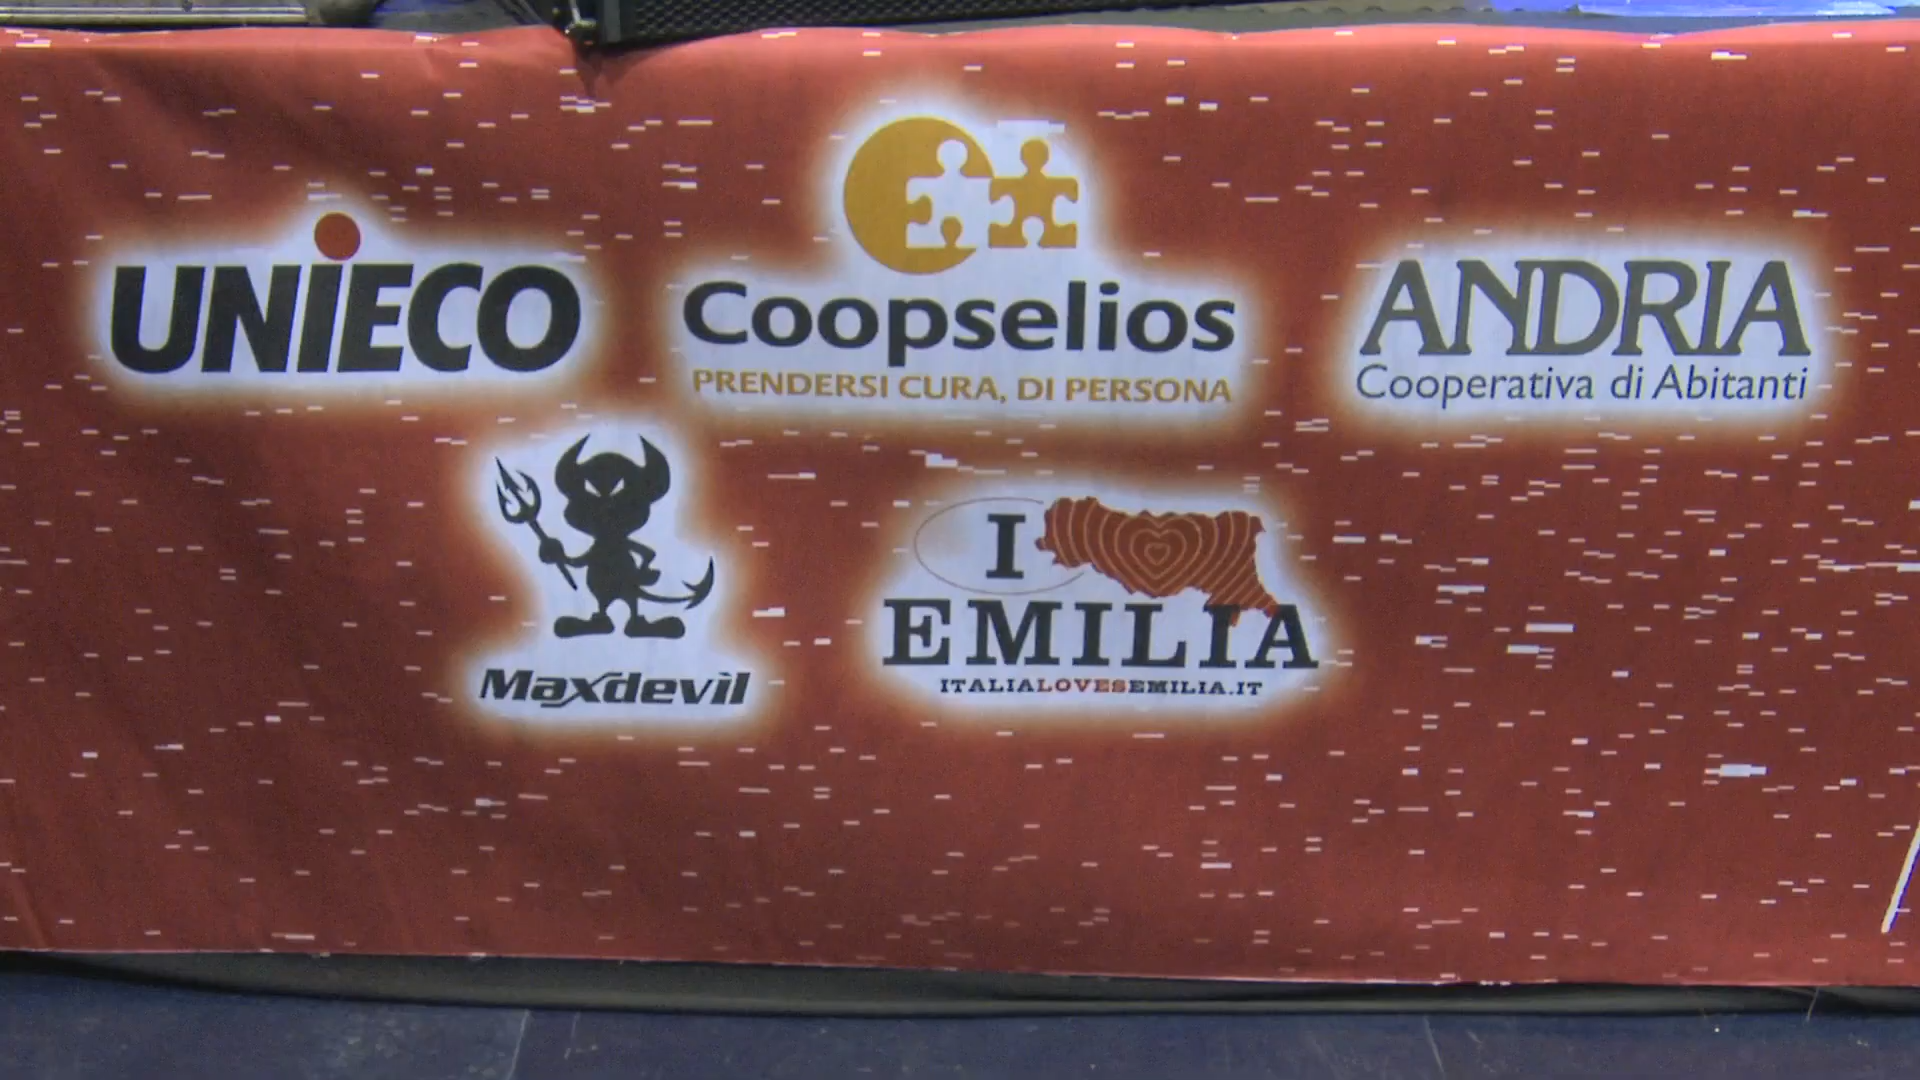 UNIECO
Coopselios
PRENDERSI CURA, DI PERSONA
ANDRIA
Cooperativa di Abitanti
Maxdevil
I
EMILIA
ITALIALOVESEMILIA.IT